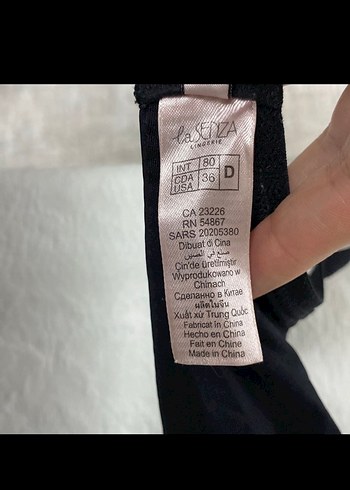 la SENZA
LINGERIE
INT 80 D
CDA USA 36
CA 23226
RN 54867
SARS 20205380
Dibuat di Cina
صنع في الصين
Çin'de üretilmiştir
Wyprodukowano w
Chinach
Сделанно в Китае
ผลิตในจีน
Xuất xứ Trung Quốc
Fabricat în China
Hecho en China
Fait en Chine
Made in China